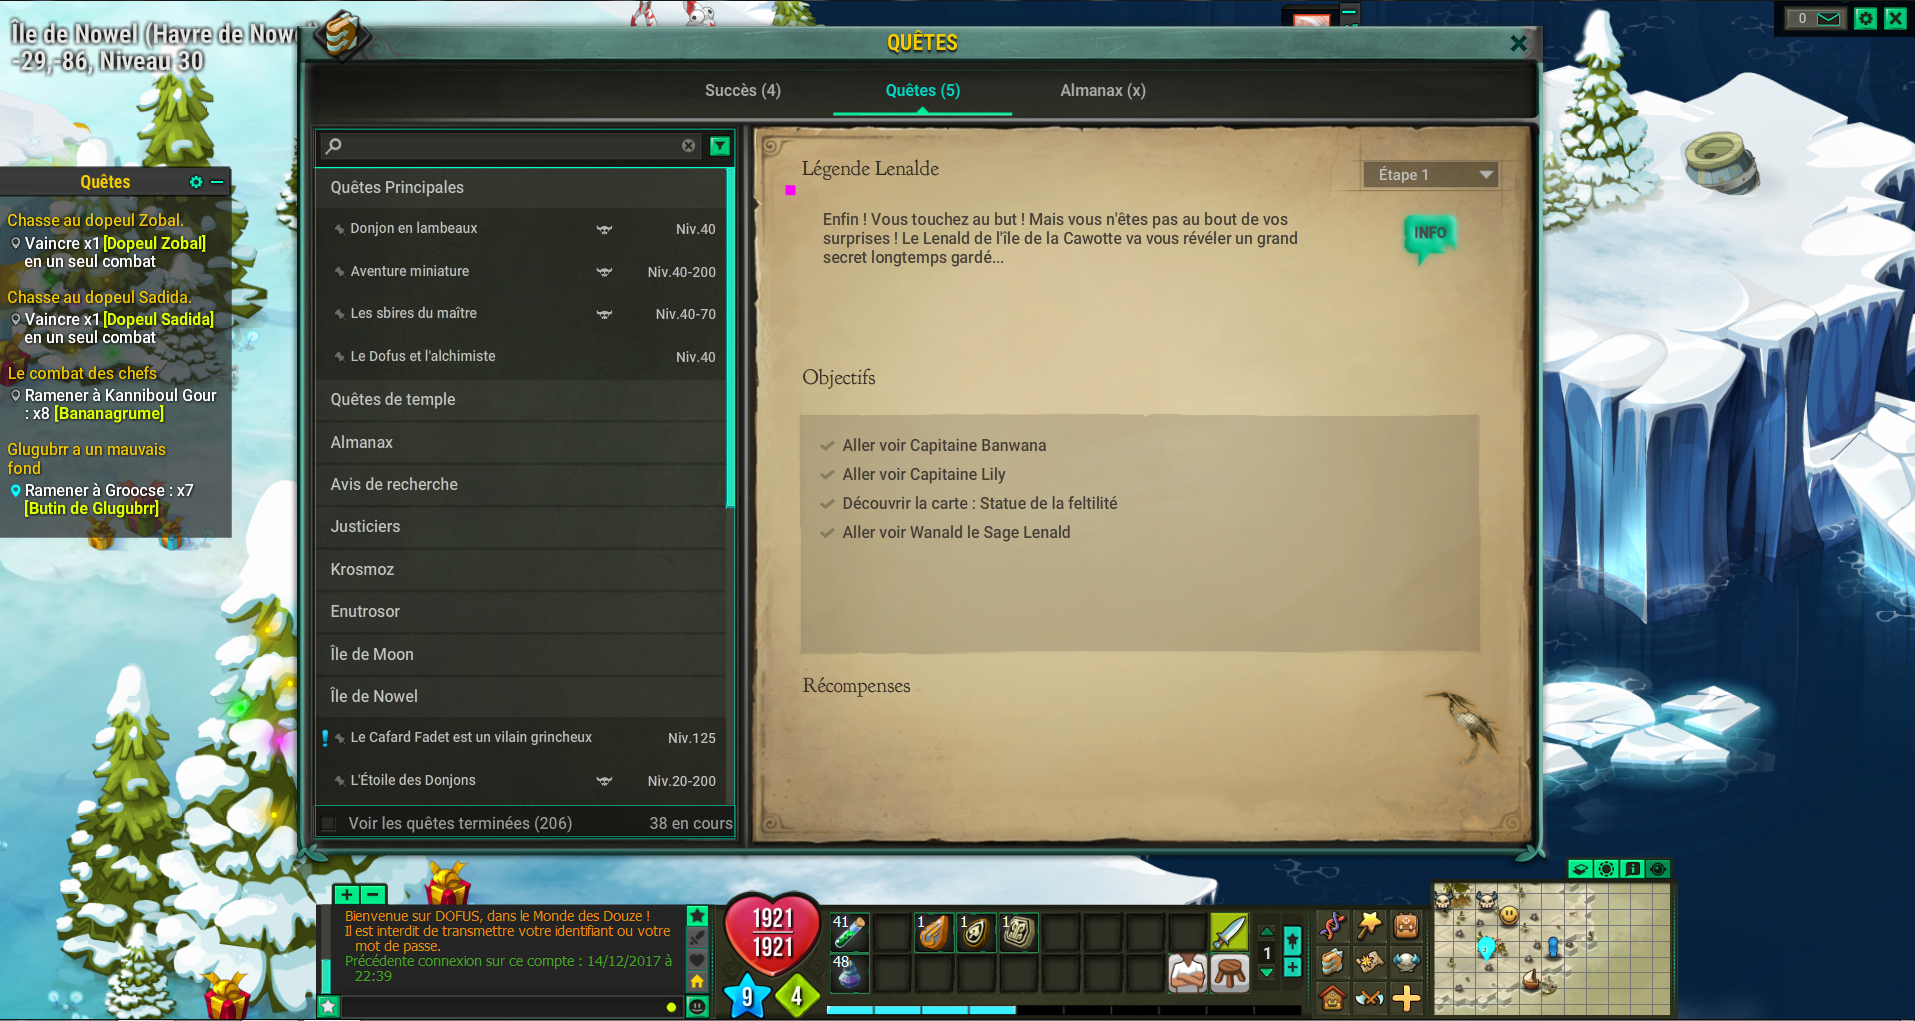 Île de Nowel (Havre de Now
-29,-86, Niveau 30
0
QUÊTES
Succès (4)
Quêtes (5)
Almanax (x)
Quêtes
Chasse au dopeul Zobal.
Vaincre x1 [Dopeul Zobal]
en un seul combat
Chasse au dopeul Sadida.
Vaincre x1 [Dopeul Sadida]
en un seul combat
Le combat des chefs
Ramener à Kanniboul Gour
: x8 [Bananagrume]
Glugubrr a un mauvais
fond
Ramener à Groocse : x7
[Butin de Glugubrr]
Quêtes Principales
Donjon en lambeaux Niv.40
Aventure miniature Niv.40-200
Les sbires du maître Niv.40-70
Le Dofus et l'alchimiste Niv.40
Quêtes de temple
Almanax
Avis de recherche
Justiciers
Krosmoz
Enutrosor
Île de Moon
Île de Nowel
Le Cafard Fadet est un vilain grincheux Niv.125
L'Étoile des Donjons Niv.20-200
Voir les quêtes terminées (206) 38 en cours
Légende Lenalde
Étape 1
Enfin ! Vous touchez au but ! Mais vous n'êtes pas au bout de vos
surprises ! Le Lenald de l'île de la Cawotte va vous révéler un grand
secret longtemps gardé...
INFO
Objectifs
Aller voir Capitaine Banwana
Aller voir Capitaine Lily
Découvrir la carte : Statue de la feltilité
Aller voir Wanald le Sage Lenald
Récompenses
Bienvenue sur DOFUS, dans le Monde des Douze !
Il est interdit de transmettre votre identifiant ou votre
mot de passe.
Précédente connexion sur ce compte : 14/12/2017 à
22:39
1921
1921
9
4
41
1
1
1
48
1